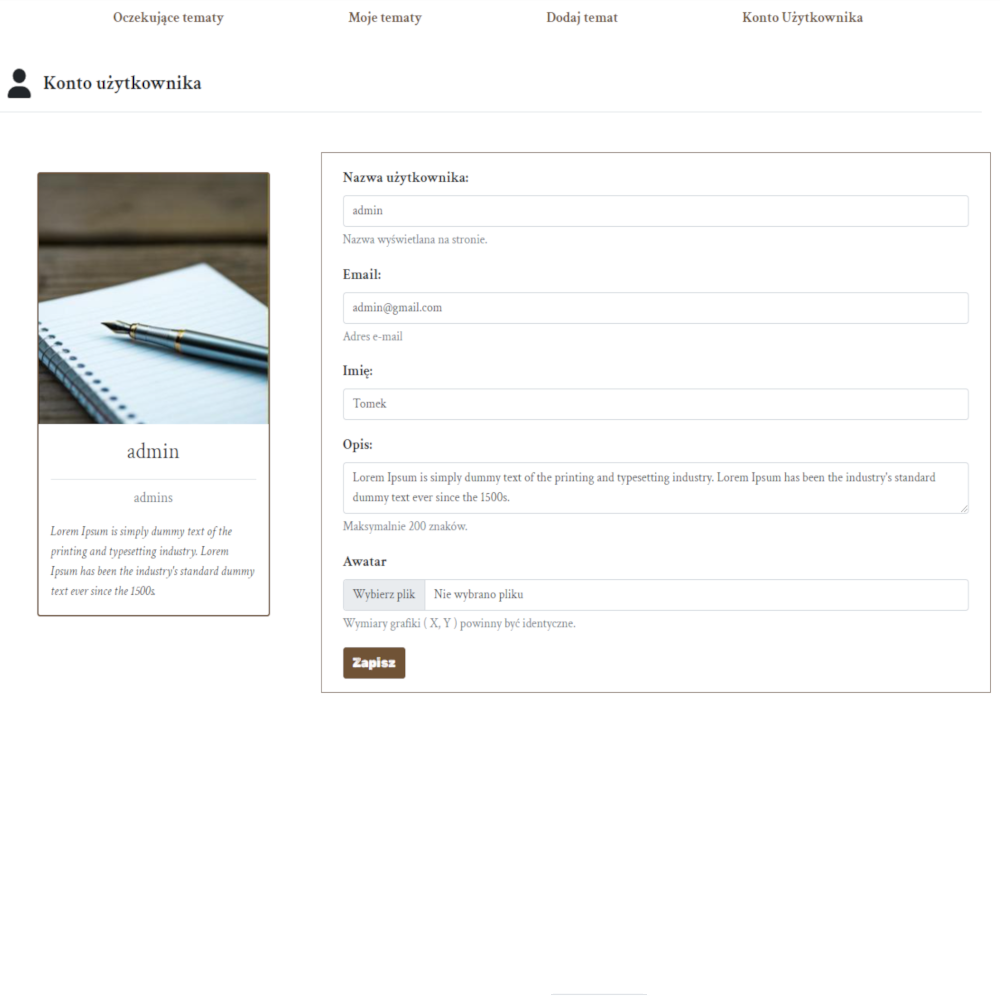 Oczekujące tematy Moje tematy Dodaj temat Konto Użytkownika
Konto użytkownika
admin
admins
Lorem Ipsum is simply dummy text of the
printing and typesetting industry. Lorem
Ipsum has been the industry's standard dummy
text ever since the 1500s.
Nazwa użytkownika:
admin
Nazwa wyświetlana na stronie.
Email:
admin@gmail.com
Adres e-mail
Imię:
Tomek
Opis:
Lorem Ipsum is simply dummy text of the printing and typesetting industry. Lorem Ipsum has been the industry's standard
dummy text ever since the 1500s.
Maksymalnie 200 znaków.
Awatar
Wybierz plik Nie wybrano pliku
Wymiary grafiki ( X, Y ) powinny być identyczne.
Zapisz